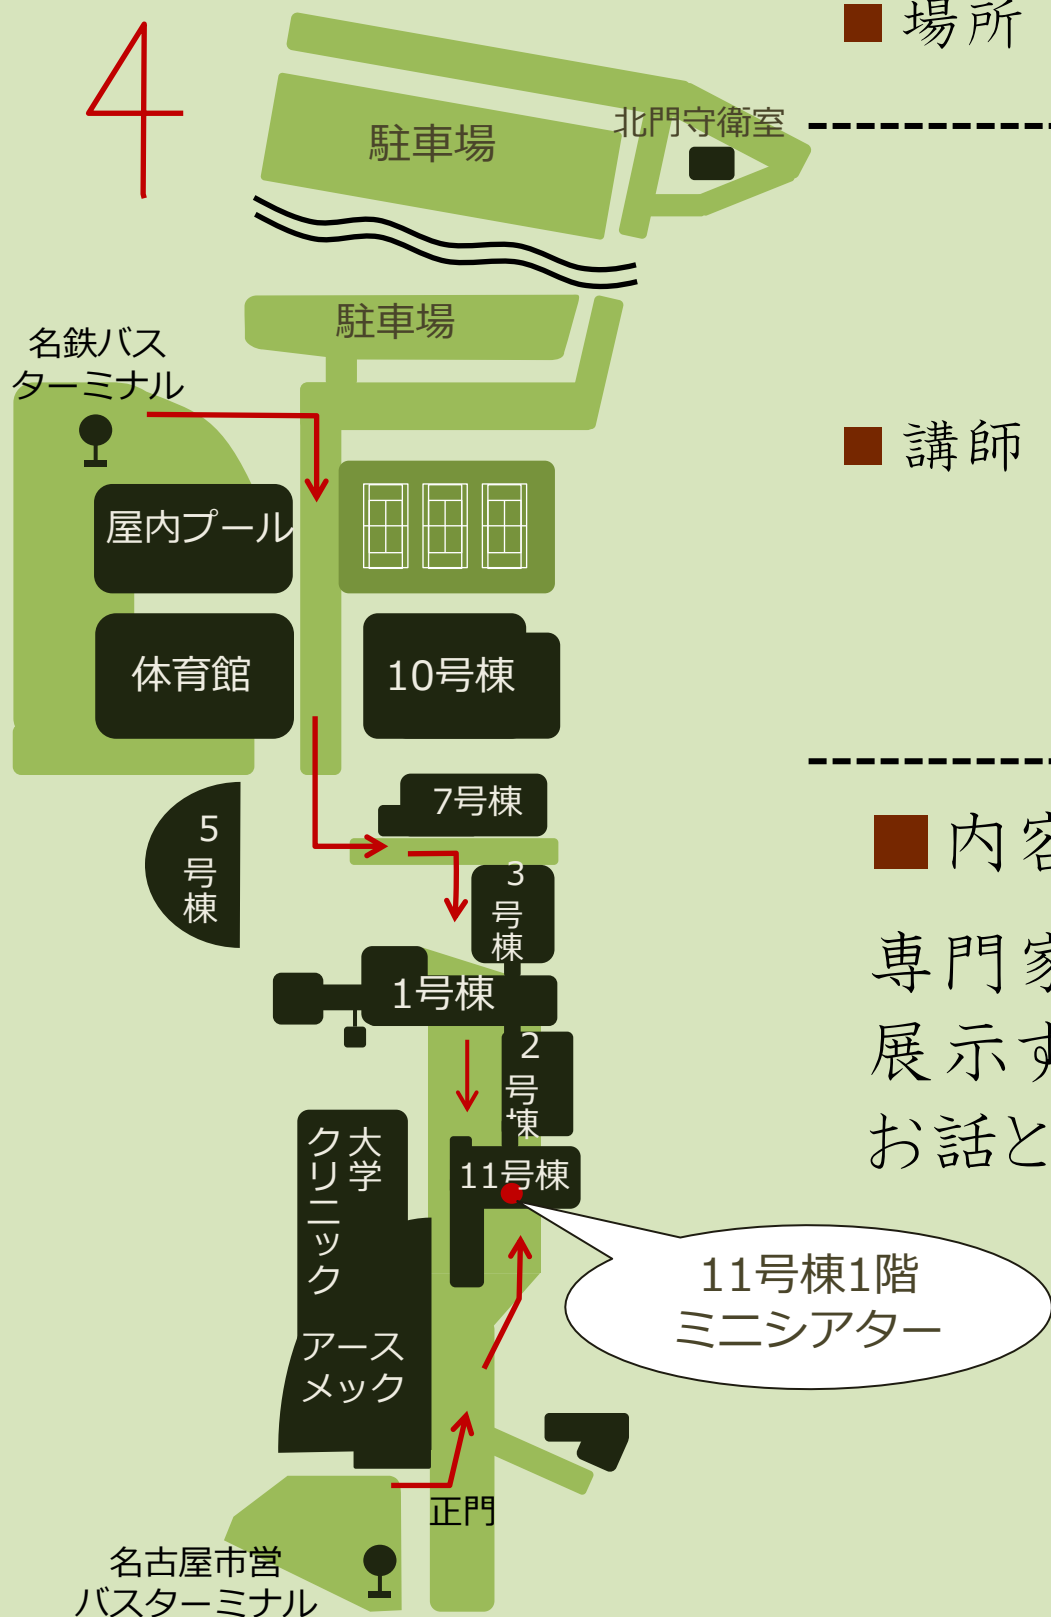 4
駐車場
北門守衛室
駐車場
名鉄バス
ターミナル
屋内プール
体育館
10号棟
7号棟
5号棟
3号棟
1号棟
2号棟
11号棟
大学
クリニック
アース
メック
11号棟1階
ミニシアター
正門
名古屋市営
バスターミナル
■ 場所
■ 講師
■ 内容
専門家
展示す
お話と